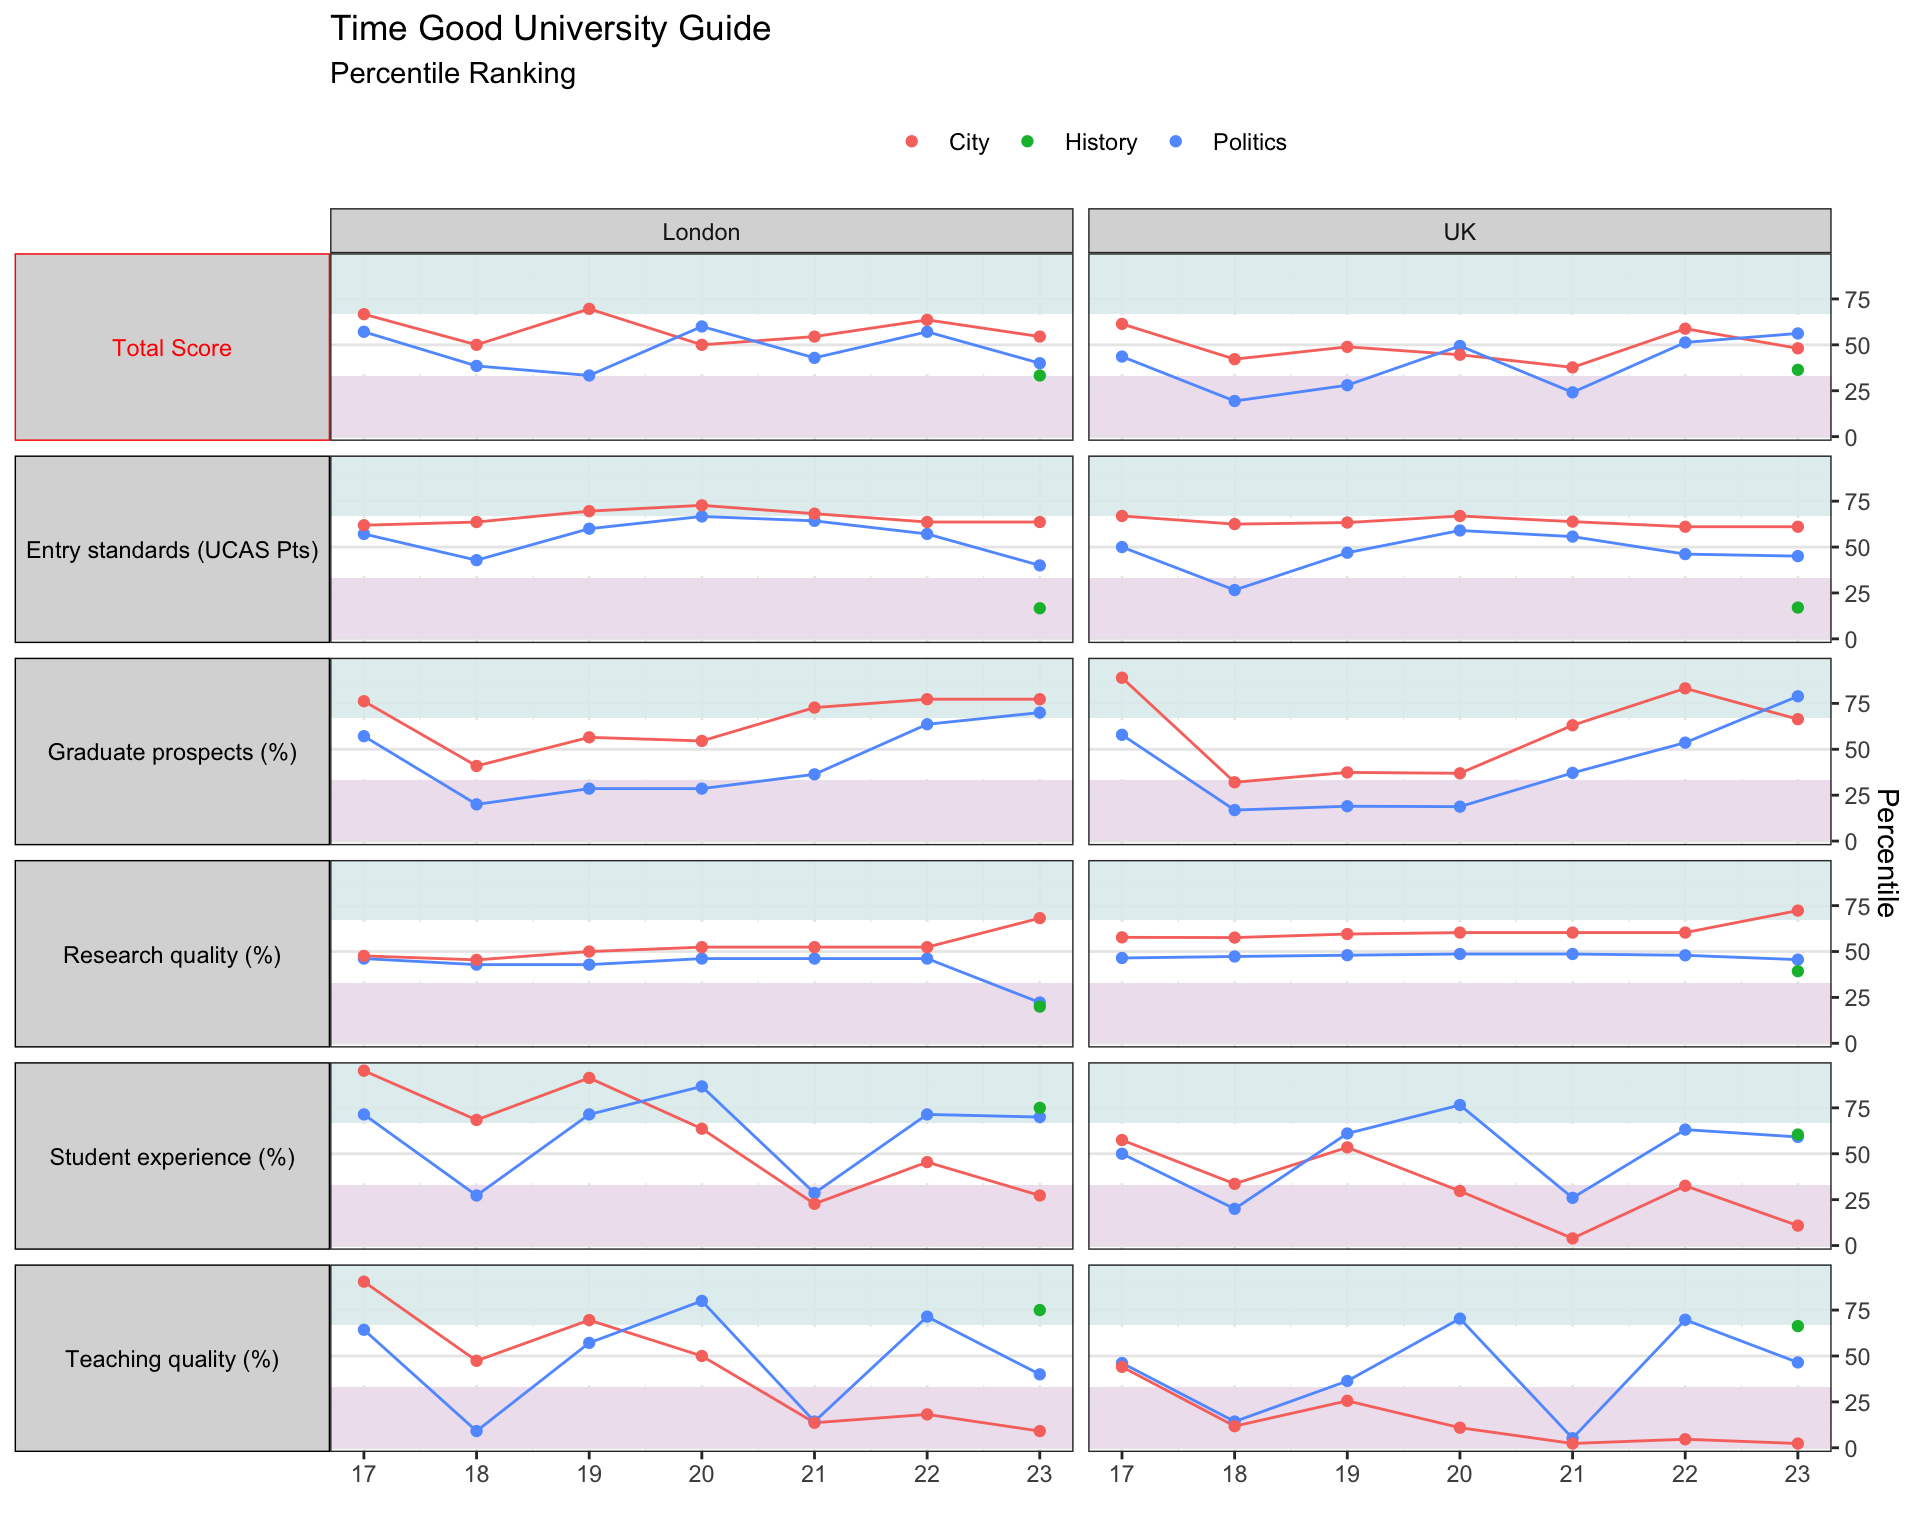 Time Good University Guide
Percentile Ranking
City History Politics
London UK
Total Score
75
50
25
0
Entry standards (UCAS Pts)
75
50
25
0
Graduate prospects (%)
75
50
25
0
Percentile
Research quality (%)
75
50
25
0
Student experience (%)
75
50
25
0
Teaching quality (%)
75
50
25
0
17 18 19 20 21 22 23 17 18 19 20 21 22 23